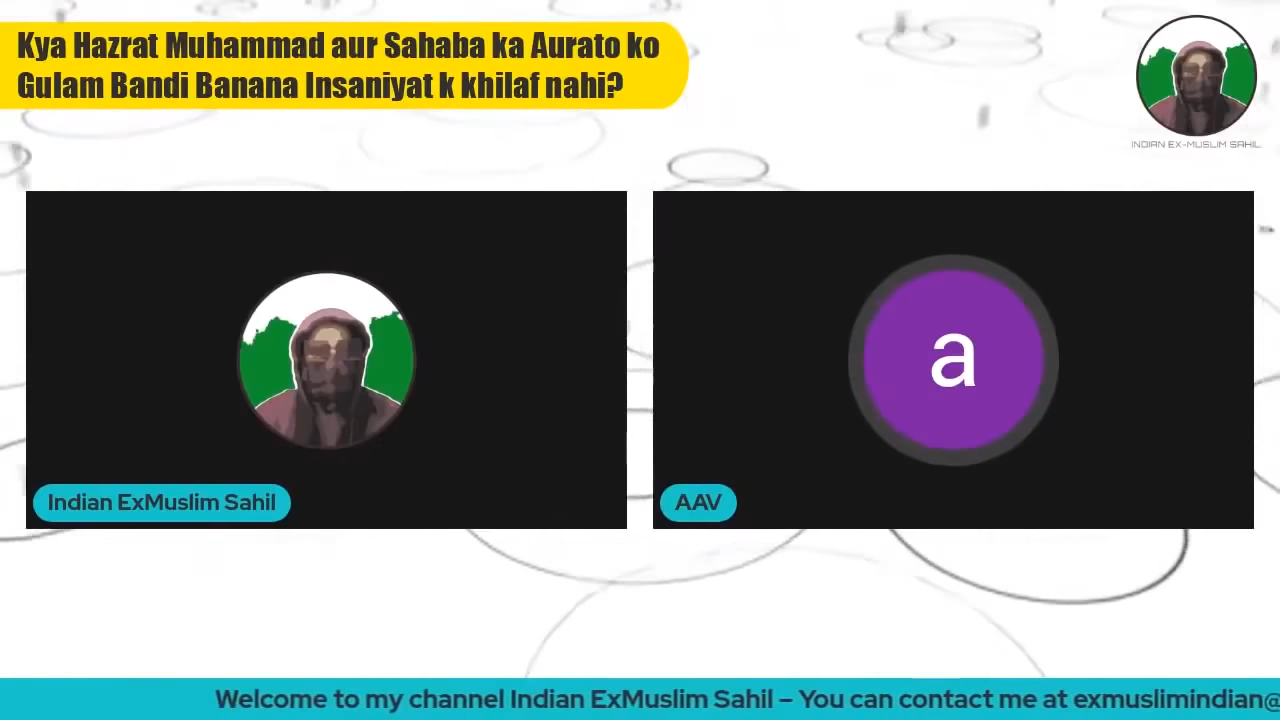 Kya Hazrat Muhammad aur Sahaba ka Aurato ko
Gulam Bandi Banana Insaniyat k khilaf nahi?
INDIAN EX-MUSLIM SAHIL
a
Indian ExMuslim Sahil
AAV
Welcome to my channel Indian ExMuslim Sahil – You can contact me at exmuslimindian@